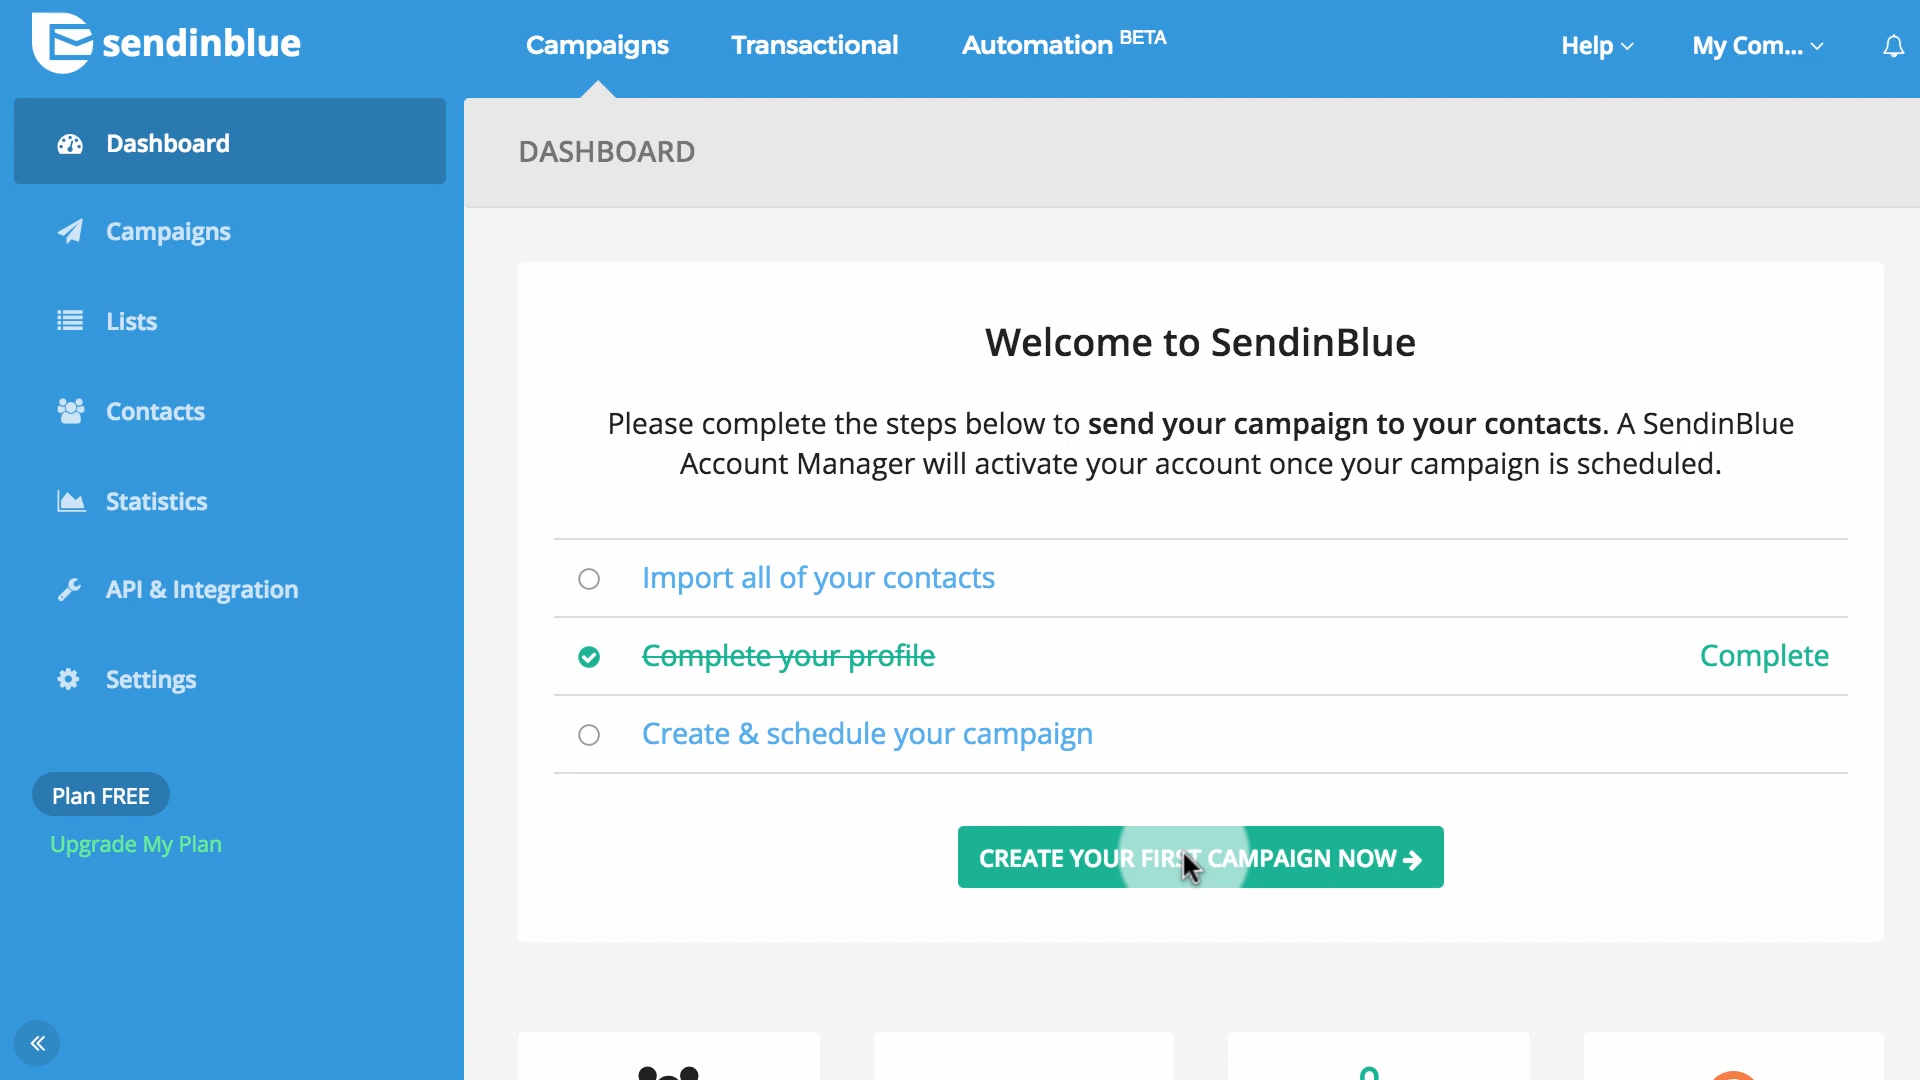 sendinblue
Campaigns
Transactional
Automation BETA
Help
My Com...
Dashboard
Campaigns
Lists
Contacts
Statistics
API & Integration
Settings
Plan FREE
Upgrade My Plan
DASHBOARD
Welcome to SendinBlue
Please complete the steps below to send your campaign to your contacts. A SendinBlue
Account Manager will activate your account once your campaign is scheduled.
Import all of your contacts
Complete your profile
Complete
Create & schedule your campaign
CREATE YOUR FIRST CAMPAIGN NOW